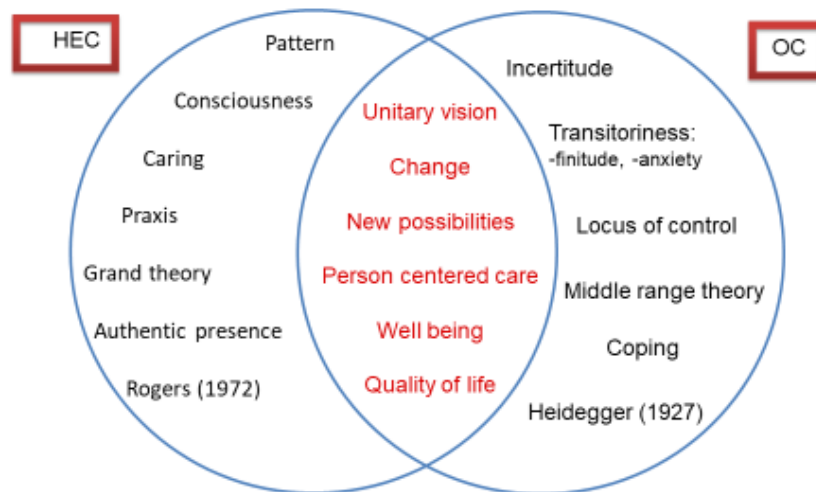 HEC
Pattern
Consciousness
Caring
Praxis
Grand theory
Authentic presence
Rogers (1972)
Unitary vision
Change
New possibilities
Person centered care
Well being
Quality of life
OC
Incertitude
Transitoriness:
-finitude, -anxiety
Locus of control
Middle range theory
Coping
Heidegger (1927)